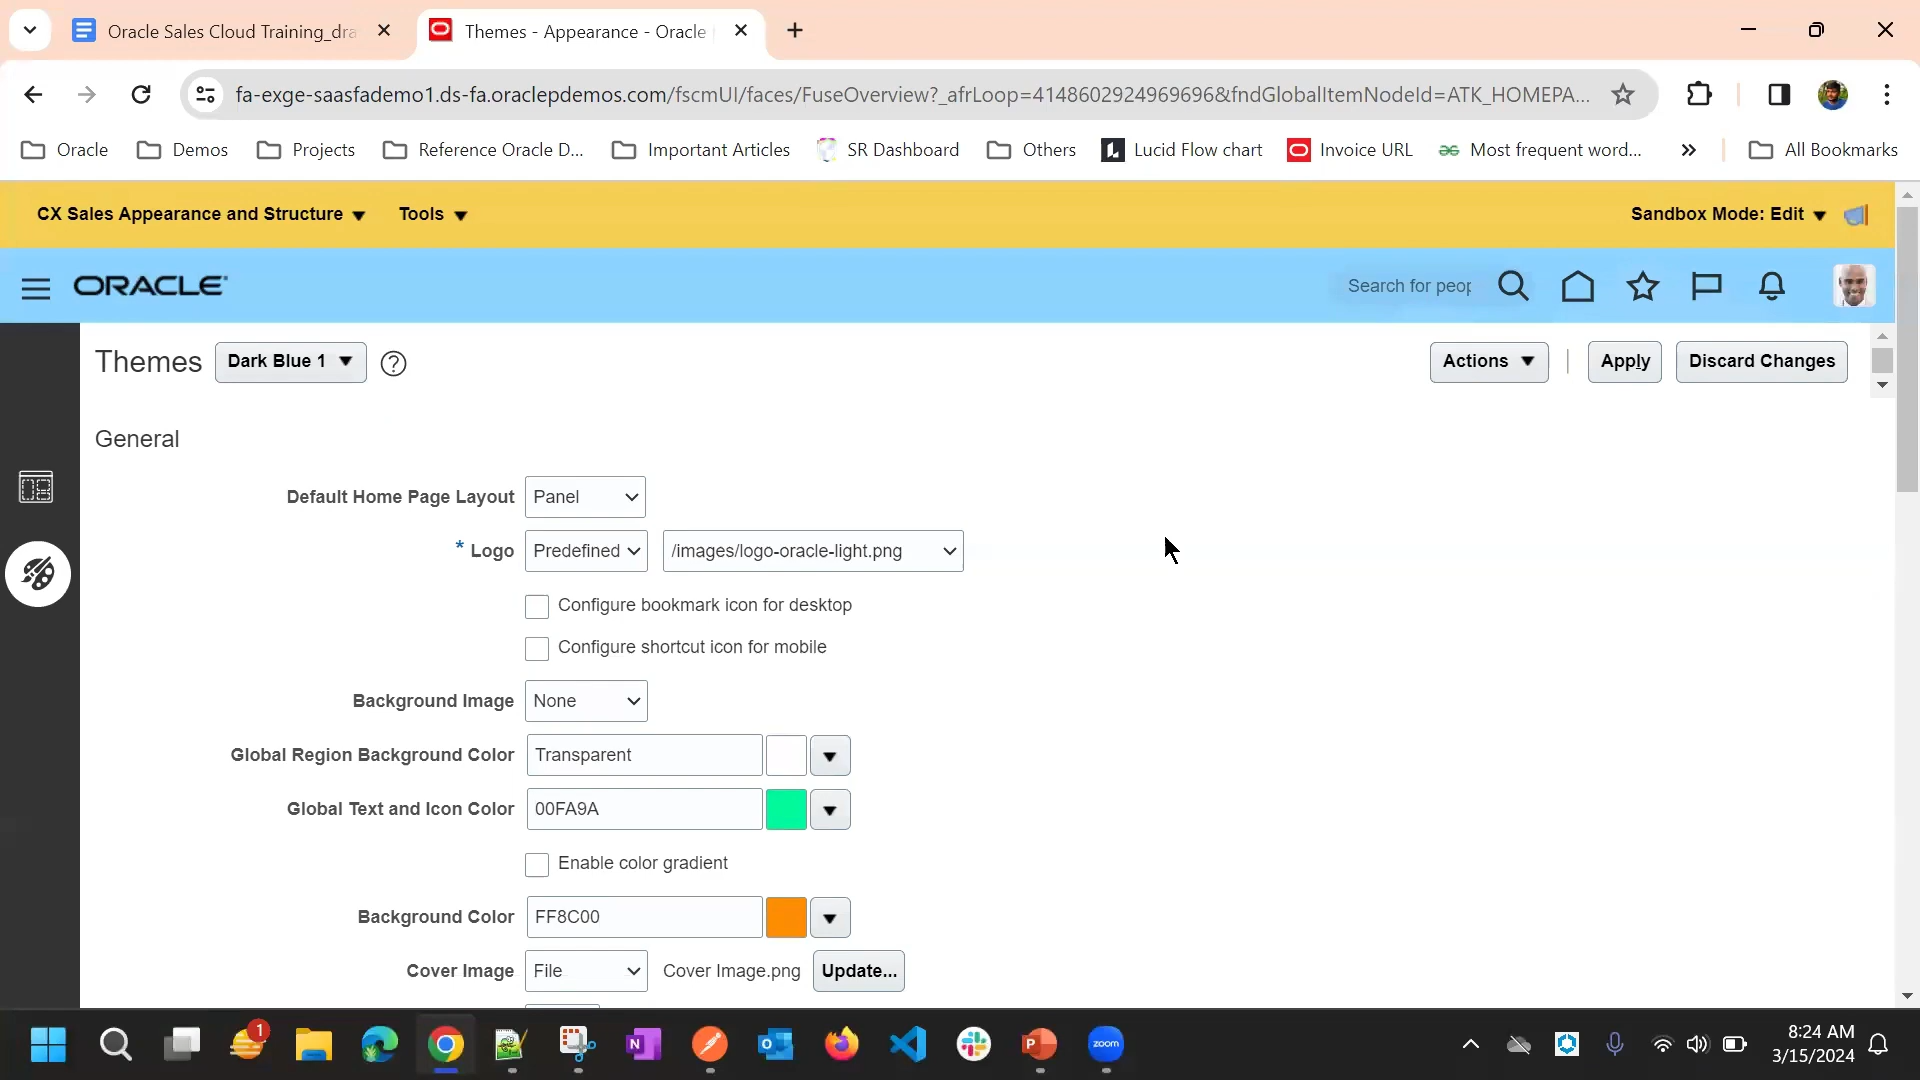 Oracle Sales Cloud Training_dra
Themes - Appearance - Oracle
fa-exge-saasfademo1.ds-fa.oraclepdemos.com/fscmUI/faces/FuseOverview?_afrLoop=4148602924969696&fndGlobalItemNodeId=ATK_HOMEPA...
Oracle Demos Projects Reference Oracle D... Important Articles SR Dashboard Others Lucid Flow chart Invoice URL Most frequent word... All Bookmarks
CX Sales Appearance and Structure Tools Sandbox Mode: Edit
ORACLE Search for peop
Themes Dark Blue 1 ? Actions Apply Discard Changes
General
Default Home Page Layout Panel
* Logo Predefined /images/logo-oracle-light.png
Configure bookmark icon for desktop
Configure shortcut icon for mobile
Background Image None
Global Region Background Color Transparent
Global Text and Icon Color 00FA9A
Enable color gradient
Background Color FF8C00
Cover Image File Cover Image.png Update...
1
zoom
8:24 AM
3/15/2024